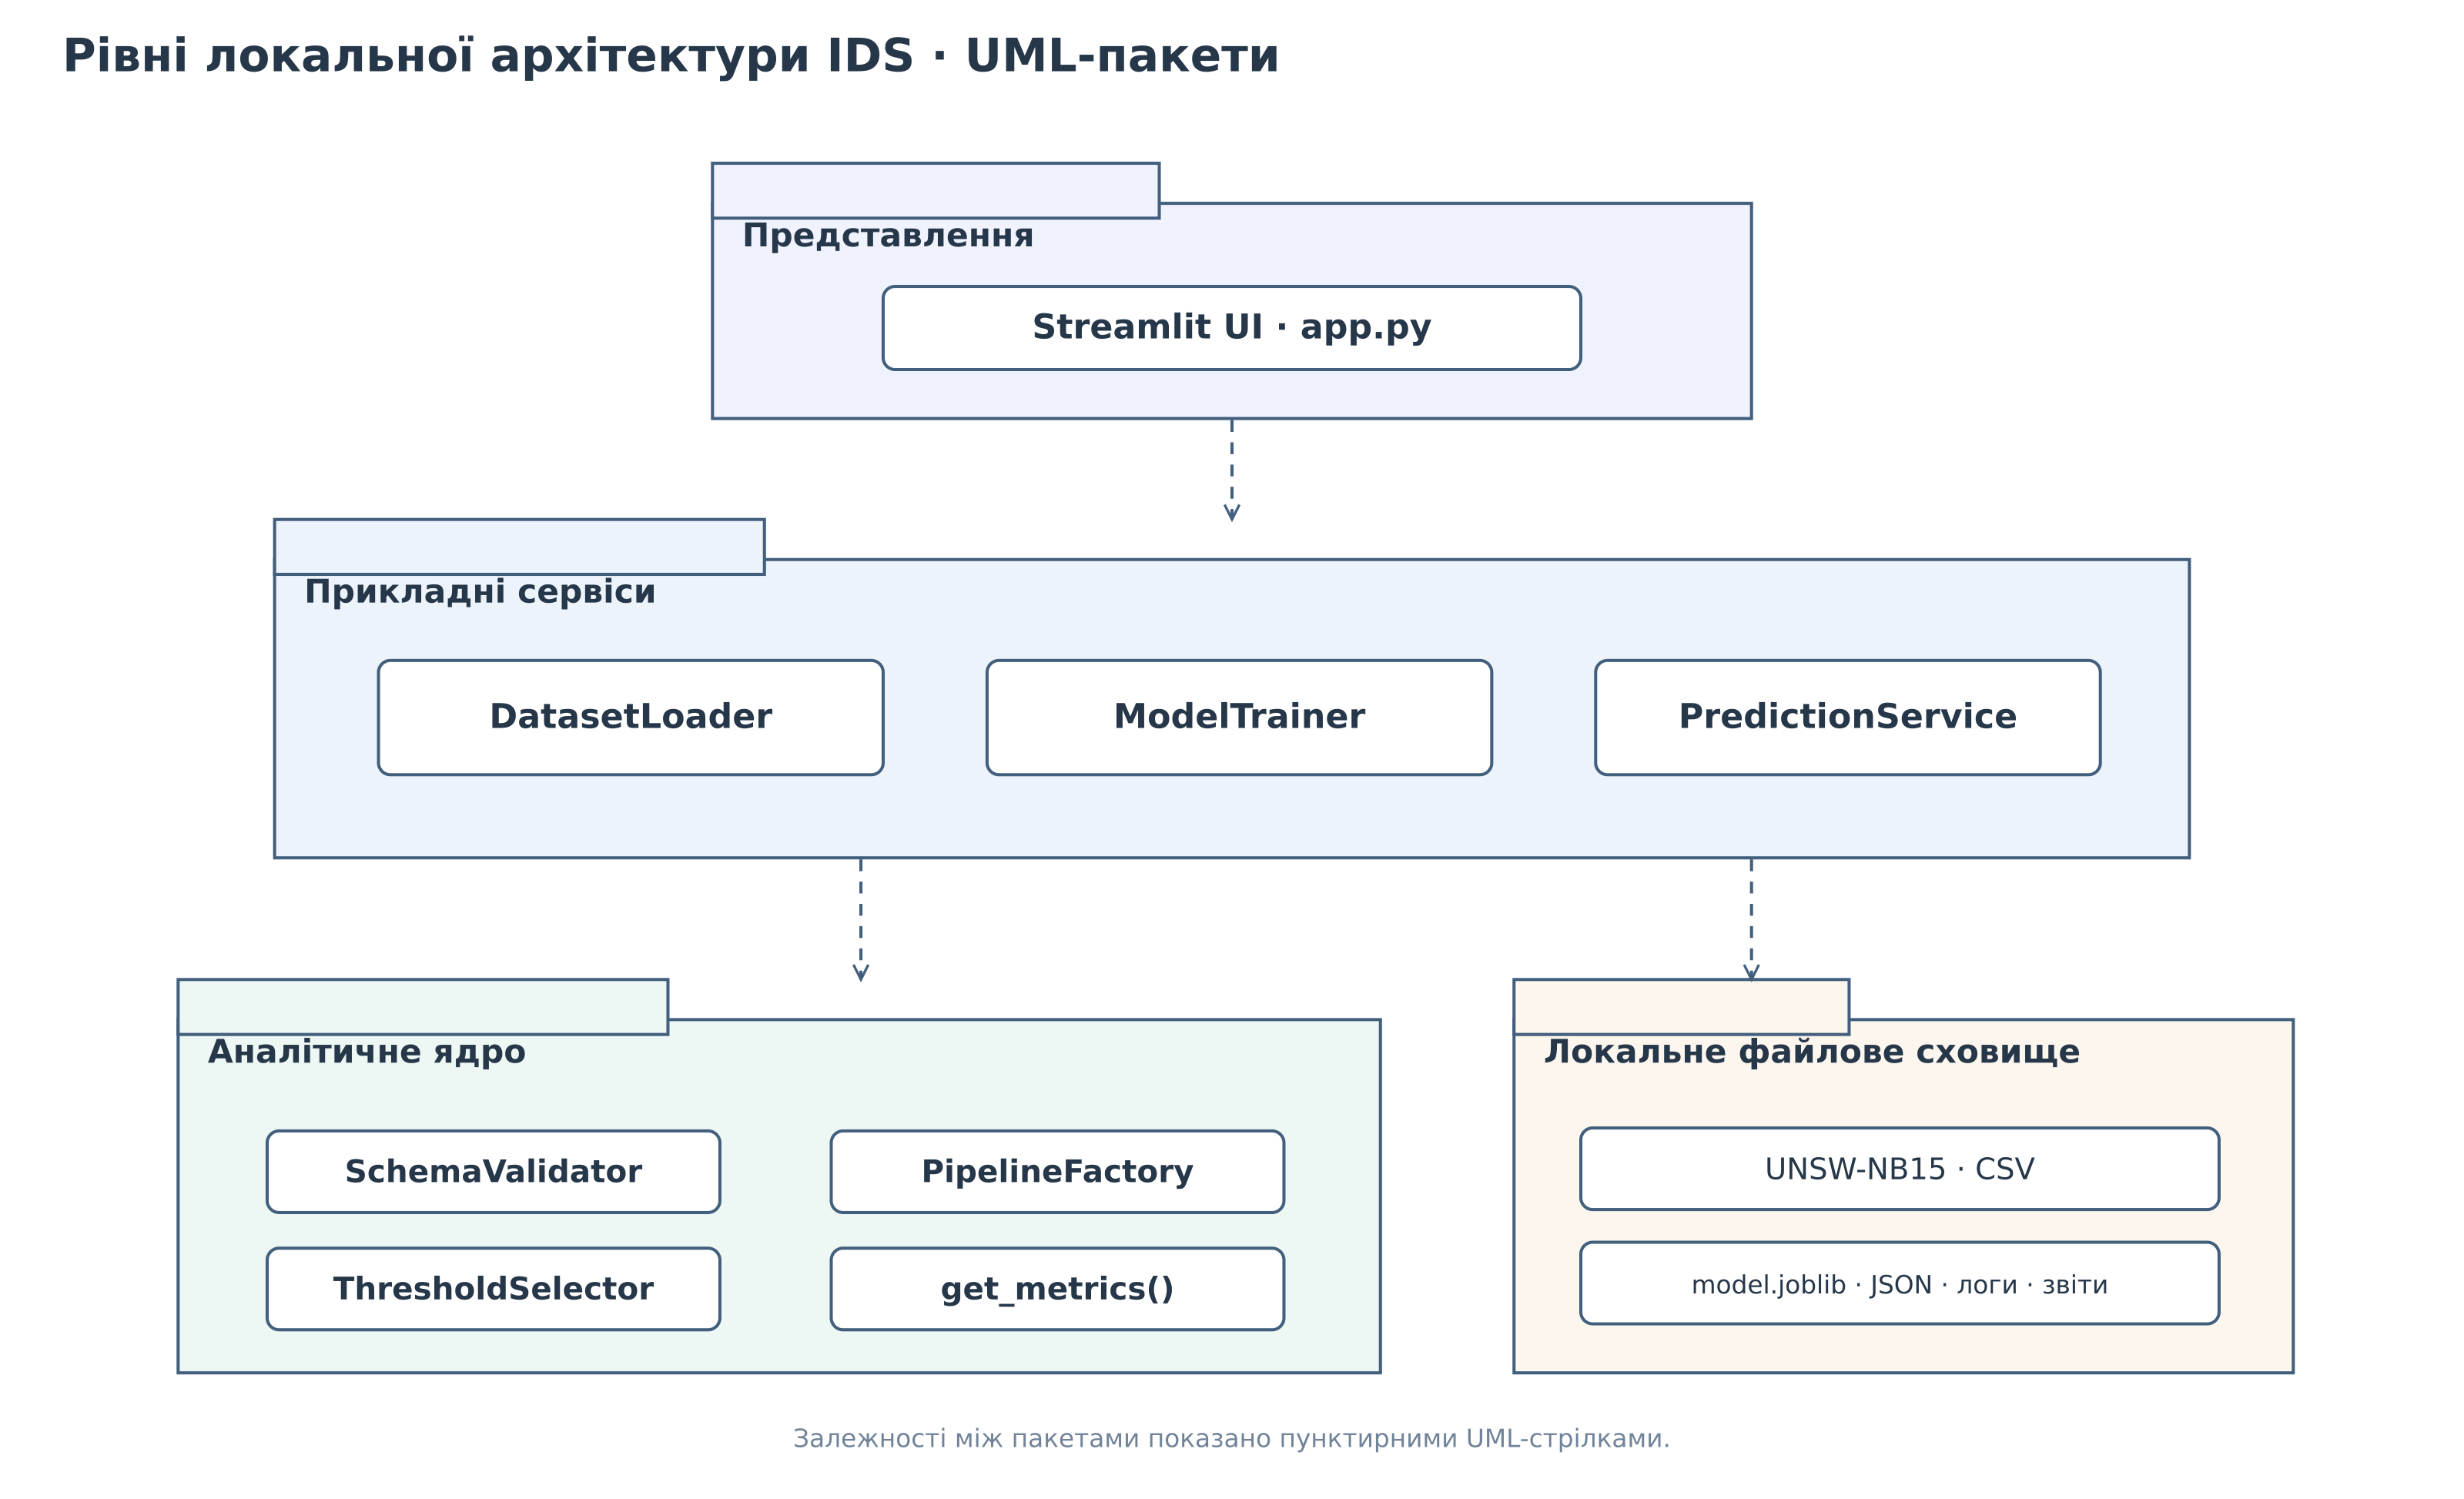 Рівні локальної архітектури IDS · UML-пакети
Представлення
Streamlit UI · app.py
Прикладні сервіси
DatasetLoader
ModelTrainer
PredictionService
Аналітичне ядро
Локальне файлове сховище
SchemaValidator
PipelineFactory
UNSW-NB15 · CSV
ThresholdSelector
get_metrics()
model.joblib · JSON · логи · звіти
Залежності між пакетами показано пунктирними UML-стрілками.